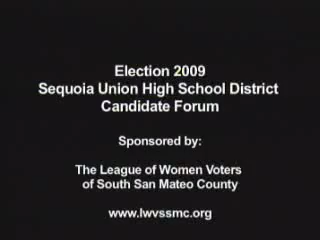 Election 2009
Sequoia Union High School District
Candidate Forum
Sponsored by:
The League of Women Voters
of South San Mateo County
www.lwvssmc.org